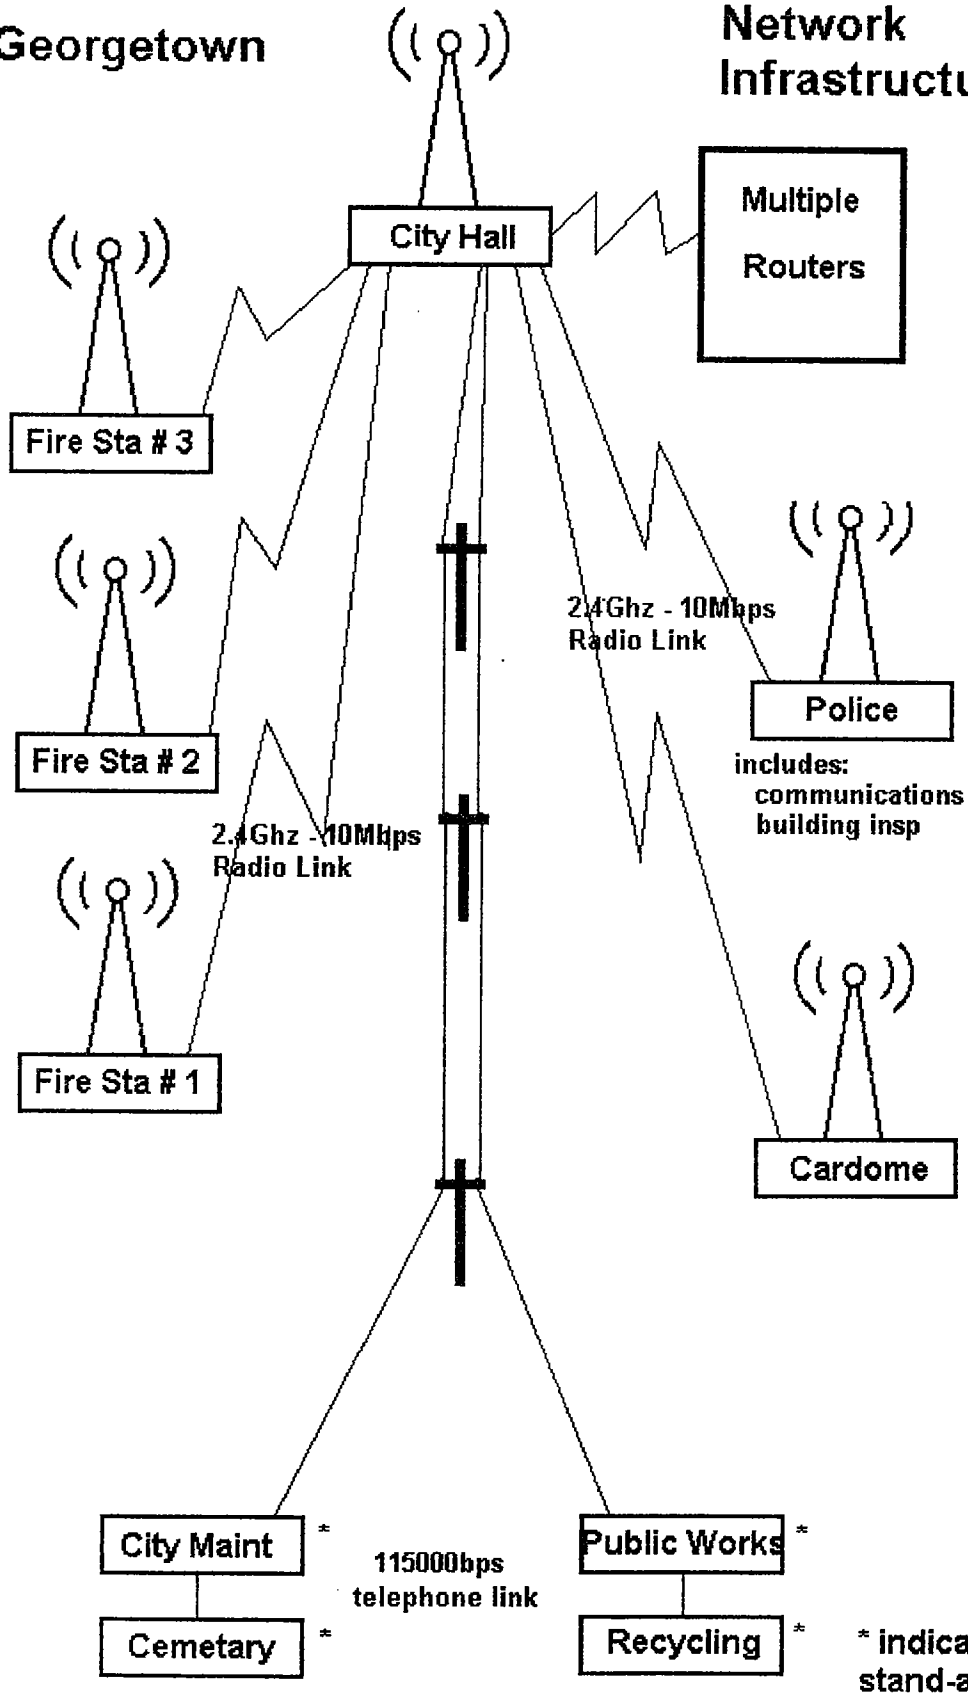 Georgetown
Network
Infrastructu
City Hall
Multiple
Routers
Fire Sta # 3
Fire Sta # 2
2.4Ghz - 10Mbps
Radio Link
Police
includes:
communications
building insp
2.4Ghz - 10Mbps
Radio Link
Fire Sta # 1
Cardome
City Maint *
115000bps
telephone link
Cemetary *
Public Works *
Recycling *
* indica
stand-a